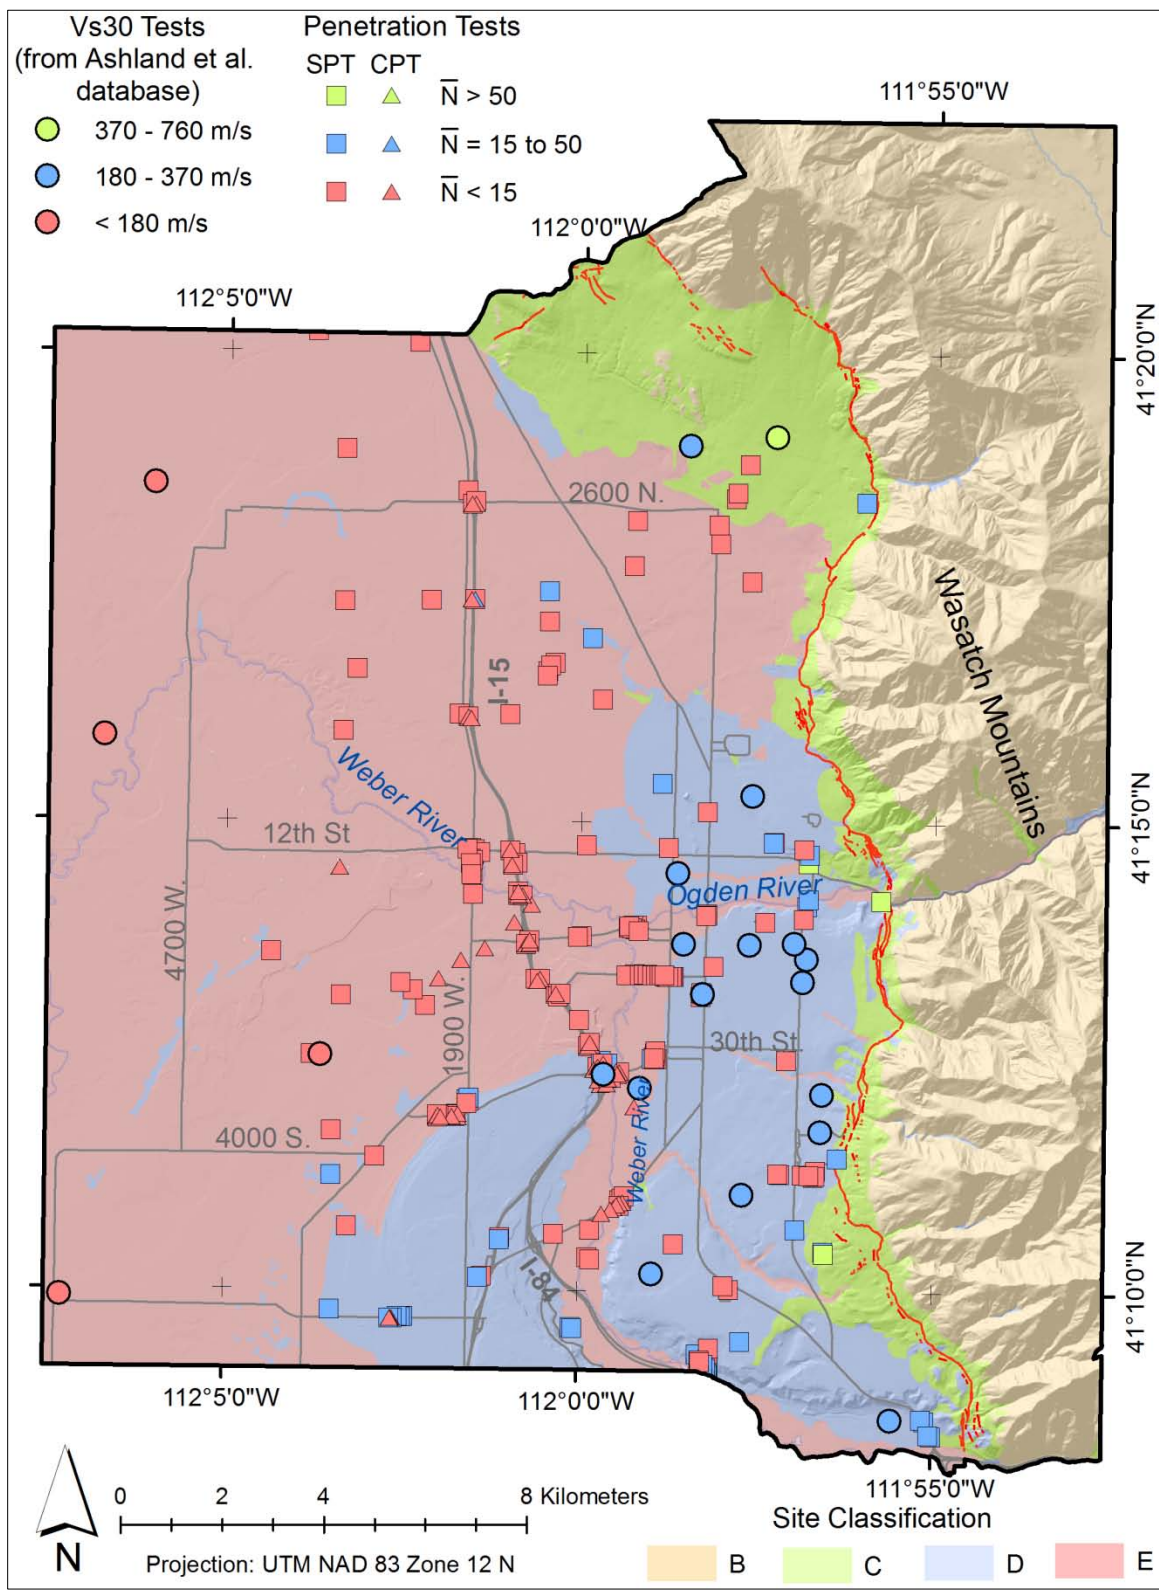 Vs30 Tests
(from Ashland et al.
database)
370 - 760 m/s
180 - 370 m/s
< 180 m/s
Penetration Tests
SPT CPT
N̅ > 50
N̅ = 15 to 50
N̅ < 15
111°55'0"W
112°0'0"W
112°5'0"W
41°20'0"N
2600 N.
Wasatch Mountains
I-15
Weber River
12th St
41°15'0"N
Ogden River
4700 W.
1900 W.
30th St.
4000 S.
Weber River
I-84
41°10'0"N
112°5'0"W
112°0'0"W
111°55'0"W
N
0 2 4 8 Kilometers
Projection: UTM NAD 83 Zone 12 N
Site Classification
B C D E